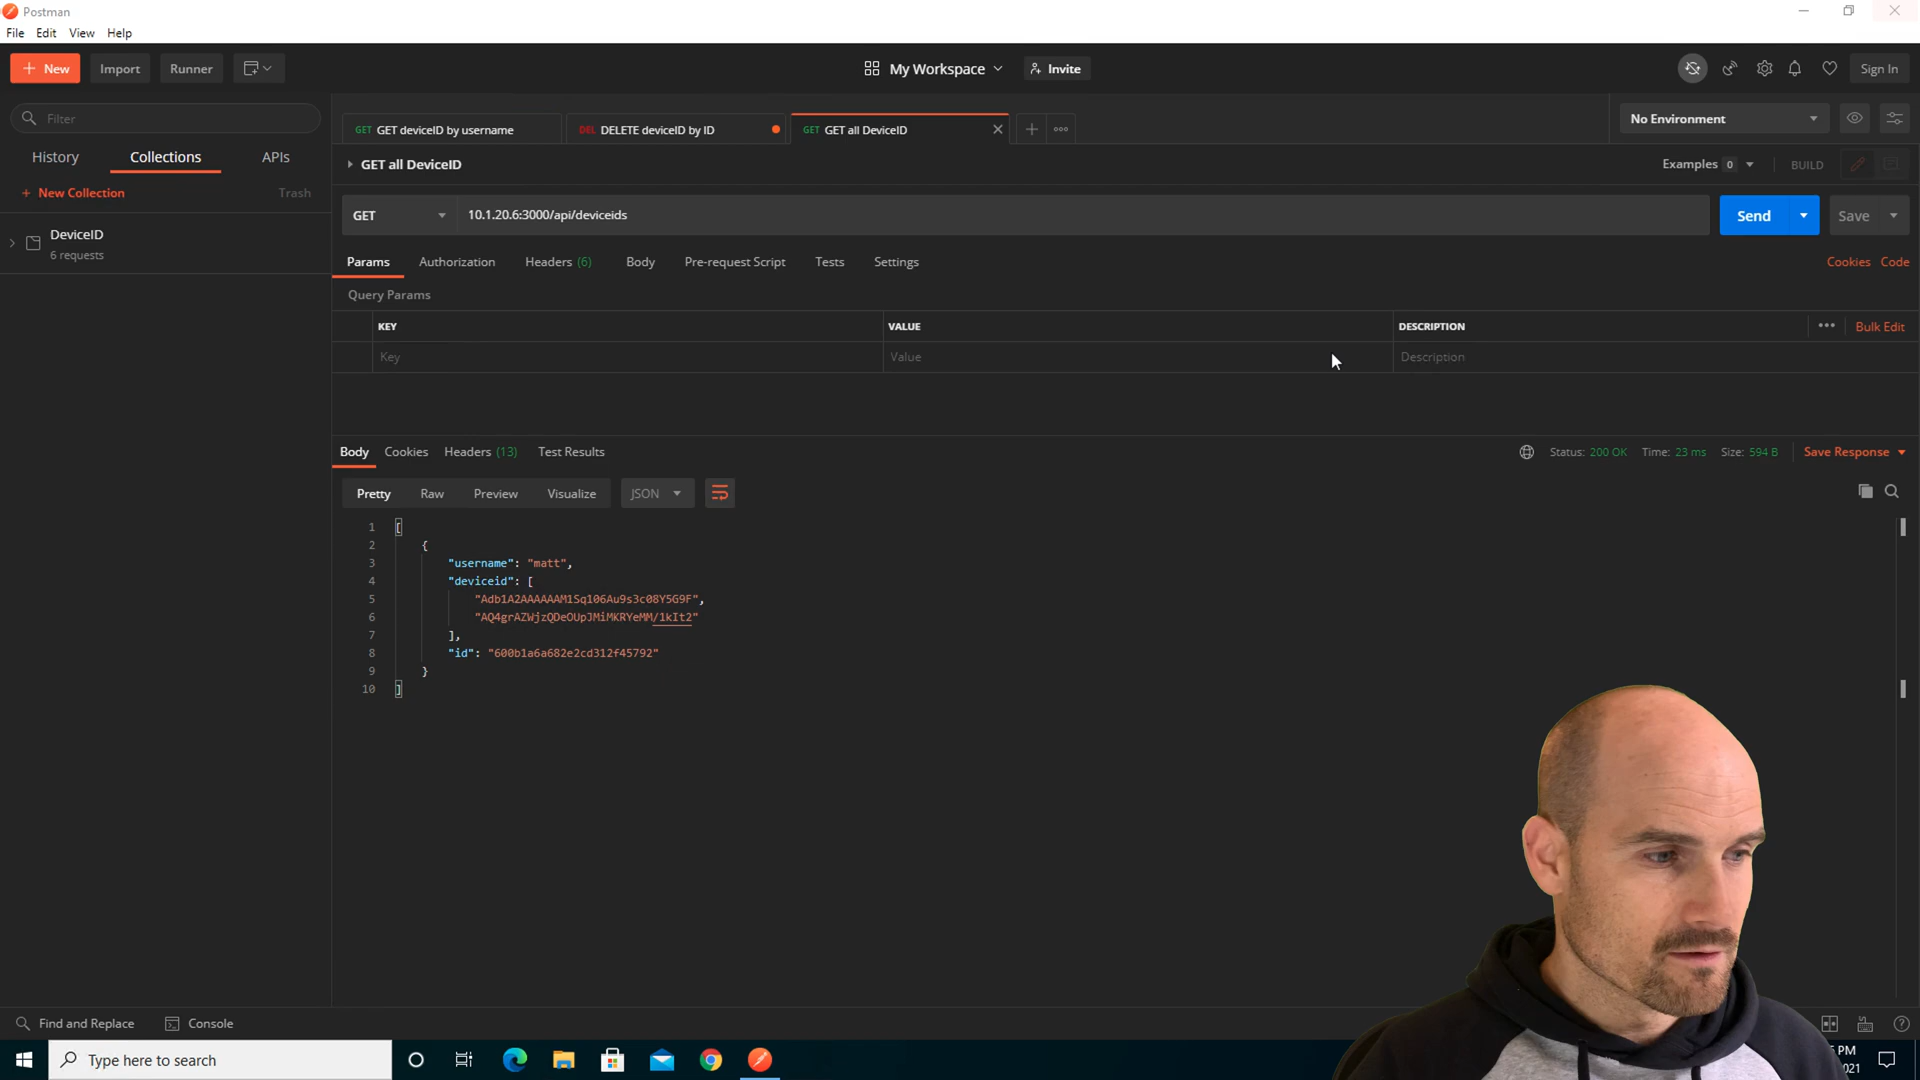 Postman
File Edit View Help
+ New Import Runner
My Workspace Invite
Sign In
Filter
GET GET deviceID by username DEL DELETE deviceID by ID GET GET all DeviceID
No Environment
History Collections APIs
GET all DeviceID
Examples 0 BUILD
+ New Collection Trash
GET 10.1.20.6:3000/api/deviceids Send Save
DeviceID
6 requests
Params Authorization Headers (6) Body Pre-request Script Tests Settings Cookies Code
Query Params
KEY VALUE DESCRIPTION Bulk Edit
Key Value Description
Body Cookies Headers (13) Test Results Status: 200 OK Time: 23 ms Size: 594 B Save Response
Pretty Raw Preview Visualize JSON
1 [
2 {
3 "username": "matt",
4 "deviceid": [
5 "Adb1A2AAAAAAM1Sq106Au9s3c08Y5G9F",
6 "AQ4grAZWjzQDeOUpJMiMKRYeMM/1kIt2"
7 ],
8 "id": "600b1a6a682e2cd312f45792"
9 }
10 ]
Find and Replace Console
Type here to search
PM